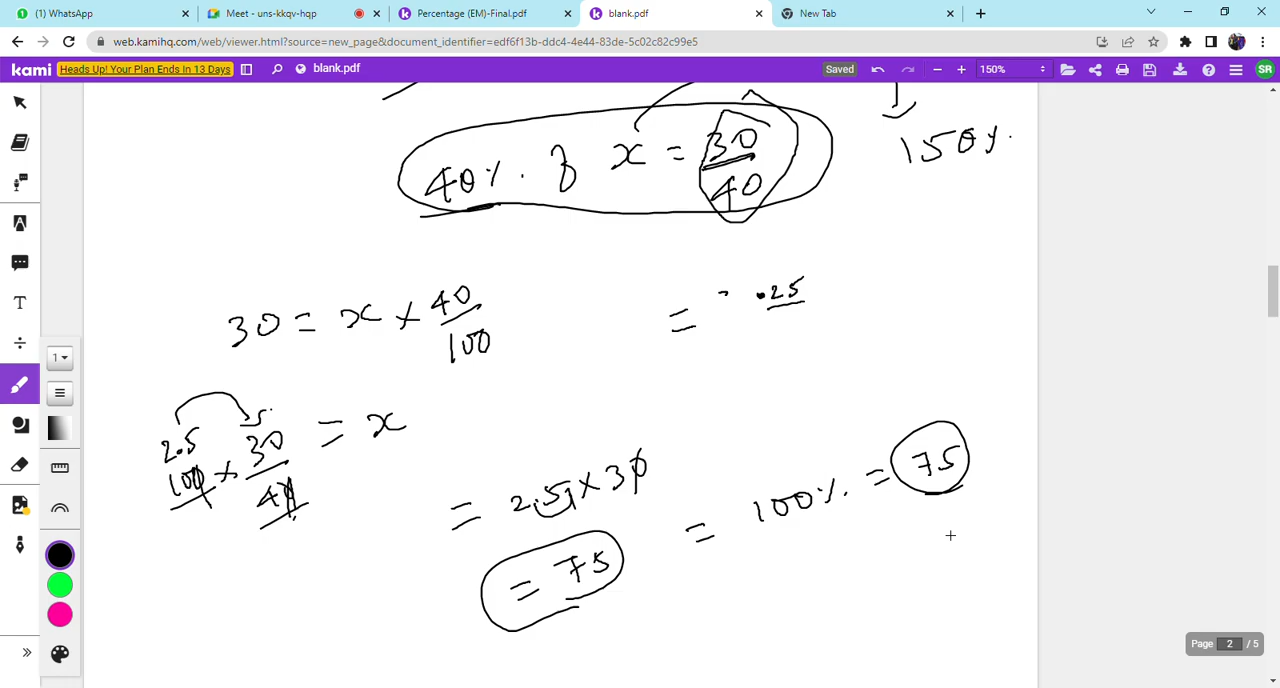 (1) WhatsApp
Meet - uns-kkqv-hqp
Percentage (EM)-Final.pdf
blank.pdf
New Tab
web.kamihq.com/web/viewer.html?source=new_page&document_identifier=edf6f13b-ddc4-4e44-83de-5c02c82c99e5
kami
Heads Up! Your Plan Ends In 13 Days
blank.pdf
Saved
150%
SR
150%.
40%. of x = 30/40
30 = x × 40/100
= .25
2.5
100 × 30/40 = x
= 2.5 × 30
= 100% = 75
= 75
T
1
Page 2 / 5